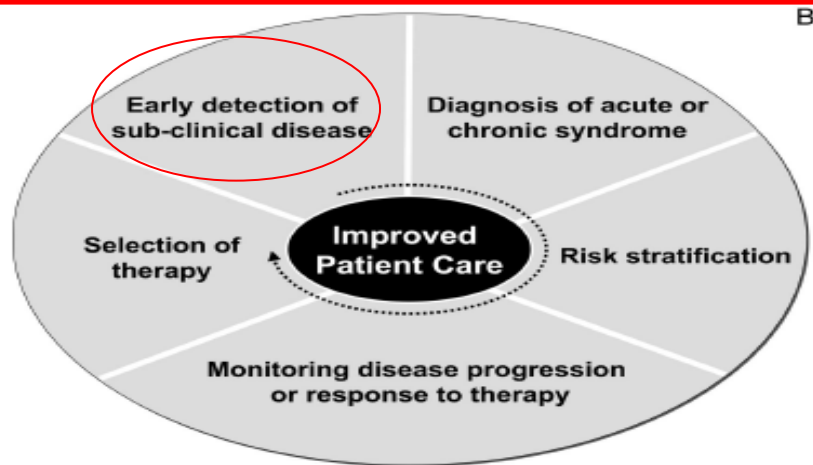 B
Early detection of
sub-clinical disease
Diagnosis of acute or
chronic syndrome
Improved
Patient Care
Selection of
therapy
Risk stratification
Monitoring disease progression
or response to therapy